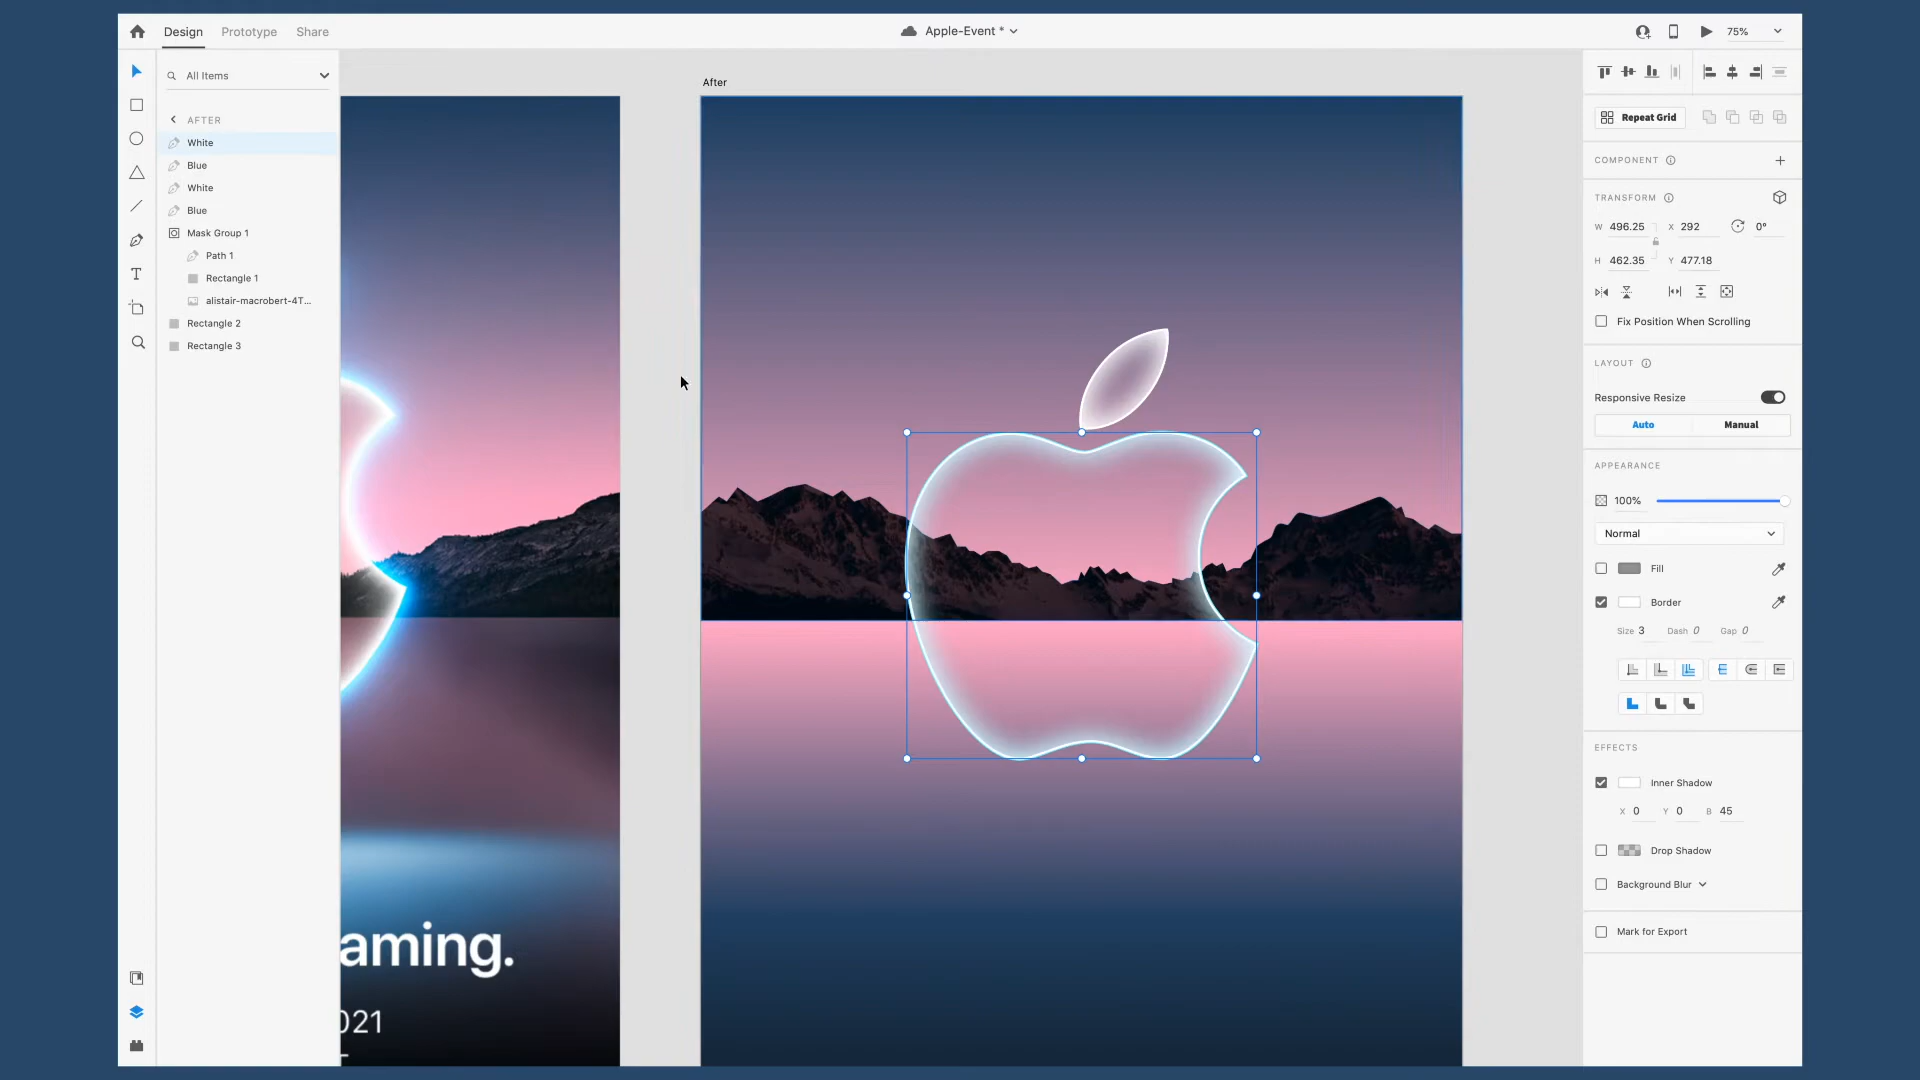 Design Prototype Share
Apple-Event *
75%
All Items
AFTER
White
Blue
White
Blue
Mask Group 1
Path 1
Rectangle 1
alistair-macrobert-4T...
Rectangle 2
Rectangle 3
After
aming.
021
Repeat Grid
COMPONENT
TRANSFORM
W 496.25 X 292 0°
H 462.35 Y 477.18
Fix Position When Scrolling
LAYOUT
Responsive Resize
Auto Manual
APPEARANCE
100%
Normal
Fill
Border
Size 3 Dash 0 Gap 0
EFFECTS
Inner Shadow
X 0 Y 0 B 45
Drop Shadow
Background Blur
Mark for Export